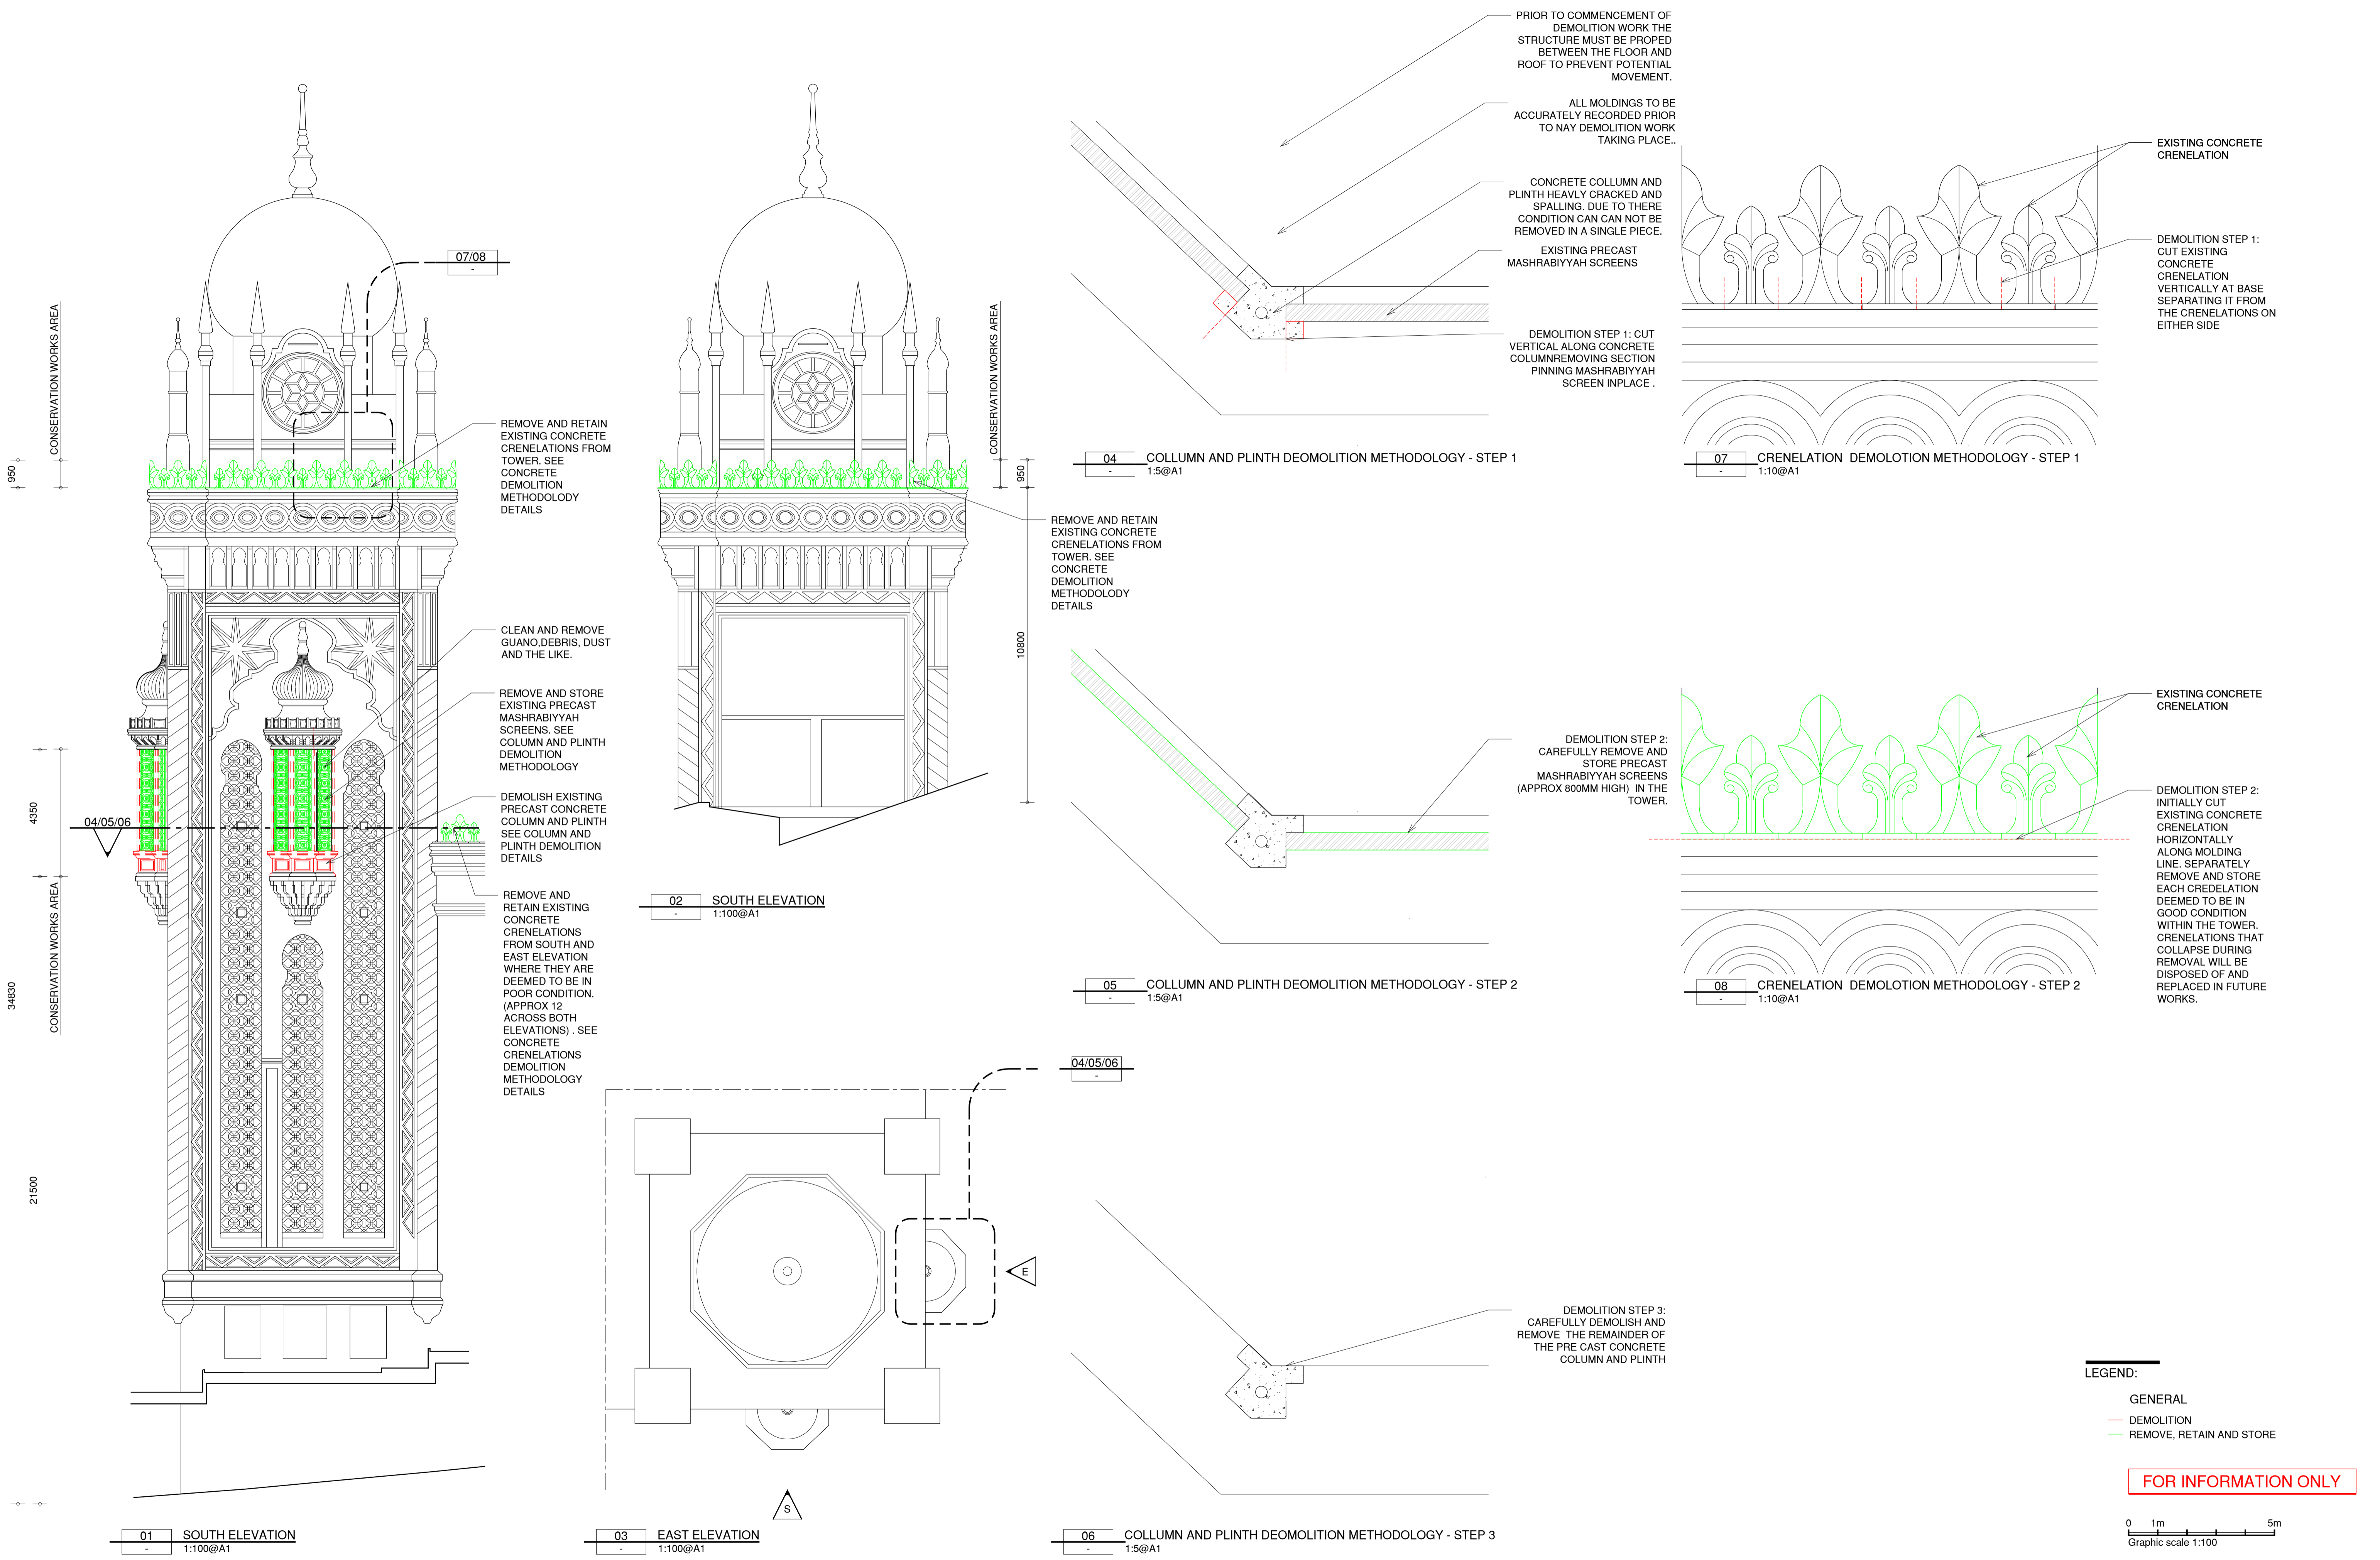 07/08
-
CONSERVATION WORKS AREA
950
REMOVE AND RETAIN
EXISTING CONCRETE
CRENELATIONS FROM
TOWER. SEE
CONCRETE
DEMOLITION
METHODOLODY
DETAILS
CLEAN AND REMOVE
GUANO,DEBRIS, DUST
AND THE LIKE.
REMOVE AND STORE
EXISTING PRECAST
MASHRABIYYAH
SCREENS. SEE
COLUMN AND PLINTH
DEMOLITION
METHODOLOGY
DEMOLISH EXISTING
PRECAST CONCRETE
COLUMN AND PLINTH
SEE COLUMN AND
PLINTH DEMOLITION
DETAILS
REMOVE AND
RETAIN EXISTING
CONCRETE
CRENELATIONS
FROM SOUTH AND
EAST ELEVATION
WHERE THEY ARE
DEEMED TO BE IN
POOR CONDITION.
(APPROX 12
ACROSS BOTH
ELEVATIONS) . SEE
CONCRETE
CRENELATIONS
DEMOLITION
METHODOLOGY
DETAILS
4350
04/05/06
CONSERVATION WORKS AREA
34830
21500
01
-
SOUTH ELEVATION
1:100@A1
CONSERVATION WORKS AREA
950
10800
REMOVE AND RETAIN
EXISTING CONCRETE
CRENELATIONS FROM
TOWER. SEE
CONCRETE
DEMOLITION
METHODOLODY
DETAILS
02
-
SOUTH ELEVATION
1:100@A1
04/05/06
-
E
S
03
-
EAST ELEVATION
1:100@A1
PRIOR TO COMMENCEMENT OF
DEMOLITION WORK THE
STRUCTURE MUST BE PROPED
BETWEEN THE FLOOR AND
ROOF TO PREVENT POTENTIAL
MOVEMENT.
ALL MOLDINGS TO BE
ACCURATELY RECORDED PRIOR
TO NAY DEMOLITION WORK
TAKING PLACE..
CONCRETE COLLUMN AND
PLINTH HEAVLY CRACKED AND
SPALLING. DUE TO THERE
CONDITION CAN CAN NOT BE
REMOVED IN A SINGLE PIECE.
EXISTING PRECAST
MASHRABIYYAH SCREENS
DEMOLITION STEP 1: CUT
VERTICAL ALONG CONCRETE
COLUMNREMOVING SECTION
PINNING MASHRABIYYAH
SCREEN INPLACE .
04
-
COLLUMN AND PLINTH DEOMOLITION METHODOLOGY - STEP 1
1:5@A1
DEMOLITION STEP 2:
CAREFULLY REMOVE AND
STORE PRECAST
MASHRABIYYAH SCREENS
(APPROX 800MM HIGH) IN THE
TOWER.
05
-
COLLUMN AND PLINTH DEOMOLITION METHODOLOGY - STEP 2
1:5@A1
DEMOLITION STEP 3:
CAREFULLY DEMOLISH AND
REMOVE THE REMAINDER OF
THE PRE CAST CONCRETE
COLUMN AND PLINTH
06
-
COLLUMN AND PLINTH DEOMOLITION METHODOLOGY - STEP 3
1:5@A1
EXISTING CONCRETE
CRENELATION
DEMOLITION STEP 1:
CUT EXISTING
CONCRETE
CRENELATION
VERTICALLY AT BASE
SEPARATING IT FROM
THE CRENELATIONS ON
EITHER SIDE
07
-
CRENELATION DEMOLOTION METHODOLOGY - STEP 1
1:10@A1
EXISTING CONCRETE
CRENELATION
DEMOLITION STEP 2:
INITIALLY CUT
EXISTING CONCRETE
CRENELATION
HORIZONTALLY
ALONG MOLDING
LINE. SEPARATELY
REMOVE AND STORE
EACH CREDELATION
DEEMED TO BE IN
GOOD CONDITION
WITHIN THE TOWER.
CRENELATIONS THAT
COLLAPSE DURING
REMOVAL WILL BE
DISPOSED OF AND
REPLACED IN FUTURE
WORKS.
08
-
CRENELATION DEMOLOTION METHODOLOGY - STEP 2
1:10@A1
LEGEND:
GENERAL
DEMOLITION
REMOVE, RETAIN AND STORE
FOR INFORMATION ONLY
0 1m 5m
Graphic scale 1:100